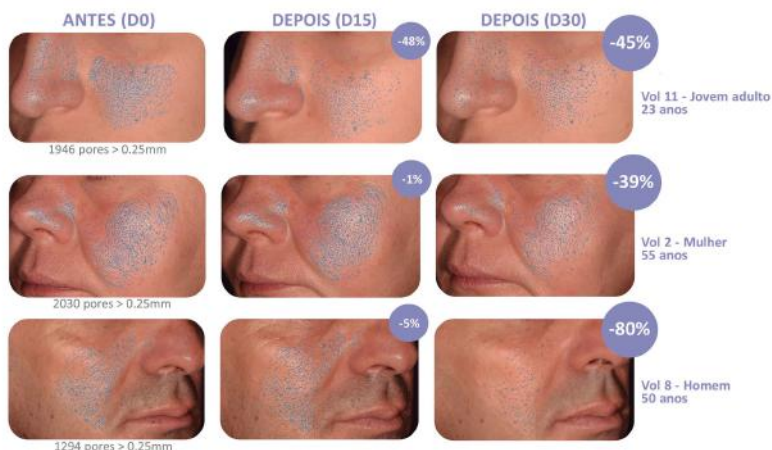 ANTES (D0)
DEPOIS (D15)
DEPOIS (D30)
-48%
-45%
Vol 11 - Jovem adulto
23 anos
1946 pores > 0.25mm
-1%
-39%
Vol 2 - Mulher
55 anos
2030 pores > 0.25mm
-5%
-80%
Vol 8 - Homem
50 anos
1294 pores > 0.25mm